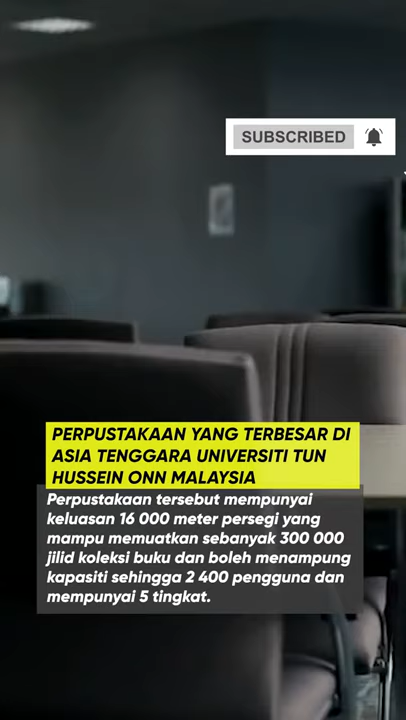 SUBSCRIBED
PERPUSTAKAAN YANG TERBESAR DI
ASIA TENGGARA UNIVERSITI TUN
HUSSEIN ONN MALAYSIA
Perpustakaan tersebut mempunyai
keluasan 16 000 meter persegi yang
mampu memuatkan sebanyak 300 000
jilid koleksi buku dan boleh menampung
kapasiti sehingga 2 400 pengguna dan
mempunyai 5 tingkat.